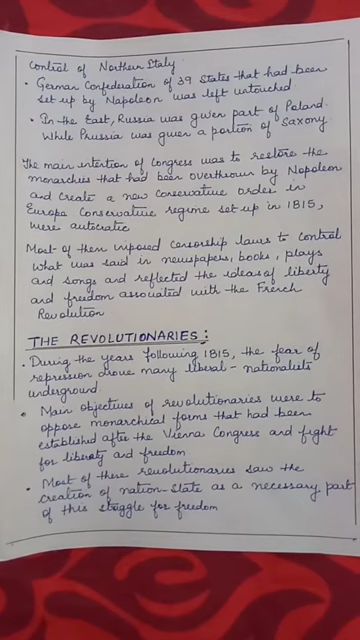 control of Northern Italy.
• German Confederation of 39 States that had been
set up by Napoleon was left untouched
• In the East, Russia was given part of Poland
while Prussia was given a portion of Saxony.
The main intention of Congress was to restore the
monarchies that had been overthrown by Napoleon
and create a new conservative order in
Europe Conservative regime set up in 1815,
were autocratic
Most of them imposed censorship laws to control
what was said in newspapers, books, plays
and songs and reflected the ideas of liberty
and freedom associated with the French
Revolution
THE REVOLUTIONARIES :
• During the years following 1815, the fear of
repression drove many liberal-nationalists
underground.
• Main objectives of revolutionaries were to
oppose monarchical forms that had been
established after the Vienna Congress and fight
for liberaty and freedom
• Most of these revolutionaries saw the
creation of nation-State as a necessary part
of this struggle for freedom